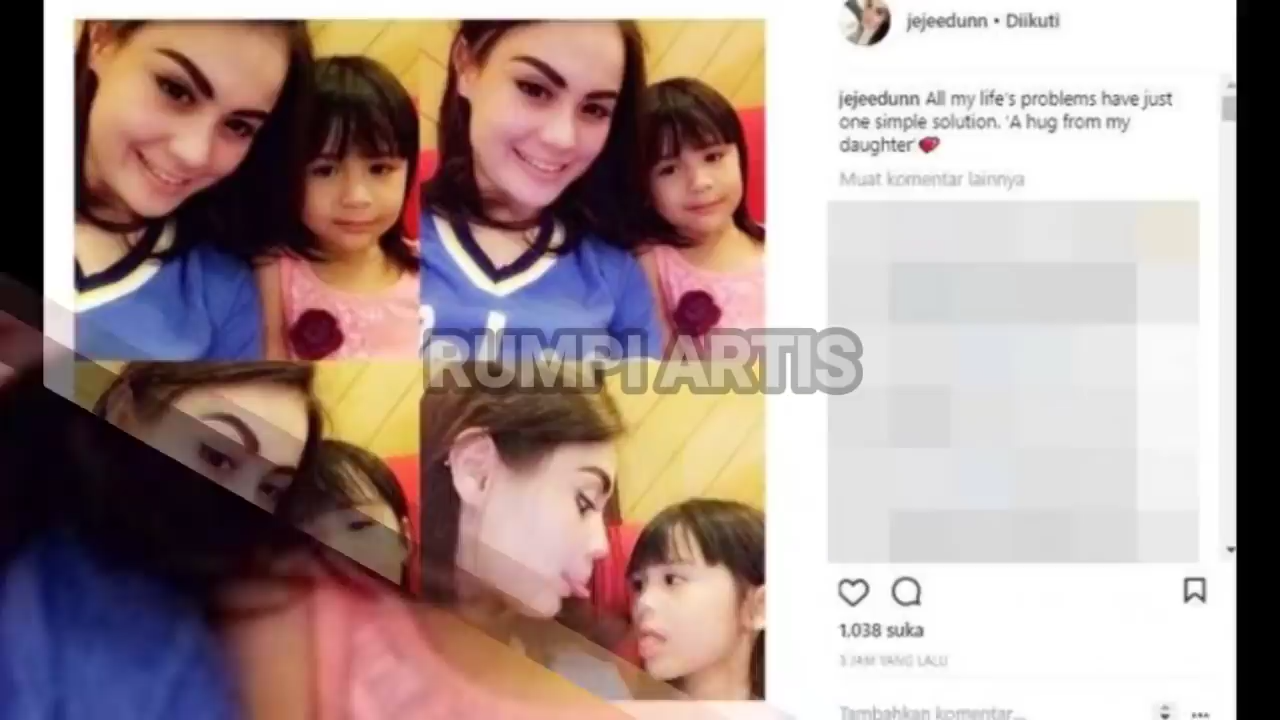 jejeedunn • Diikuti
jejeedunn All my life's problems have just
one simple solution. 'A hug from my
daughter'
Muat komentar lainnya
RUMPI ARTIS
1.038 suka
JAM YANG LALU
Tambahkan komentar...